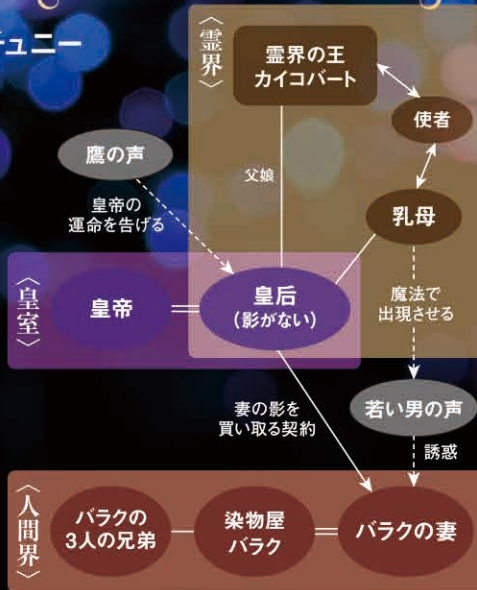 チュニー
〈霊界〉
霊界の王
カイコバート
使者
鷹の声
父娘
乳母
皇帝の
運命を告げる
〈皇室〉
皇帝
皇后
(影がない)
魔法で
出現させる
妻の影を
買い取る契約
若い男の声
誘惑
〈人間界〉
バラクの
3人の兄弟
染物屋
バラク
バラクの妻